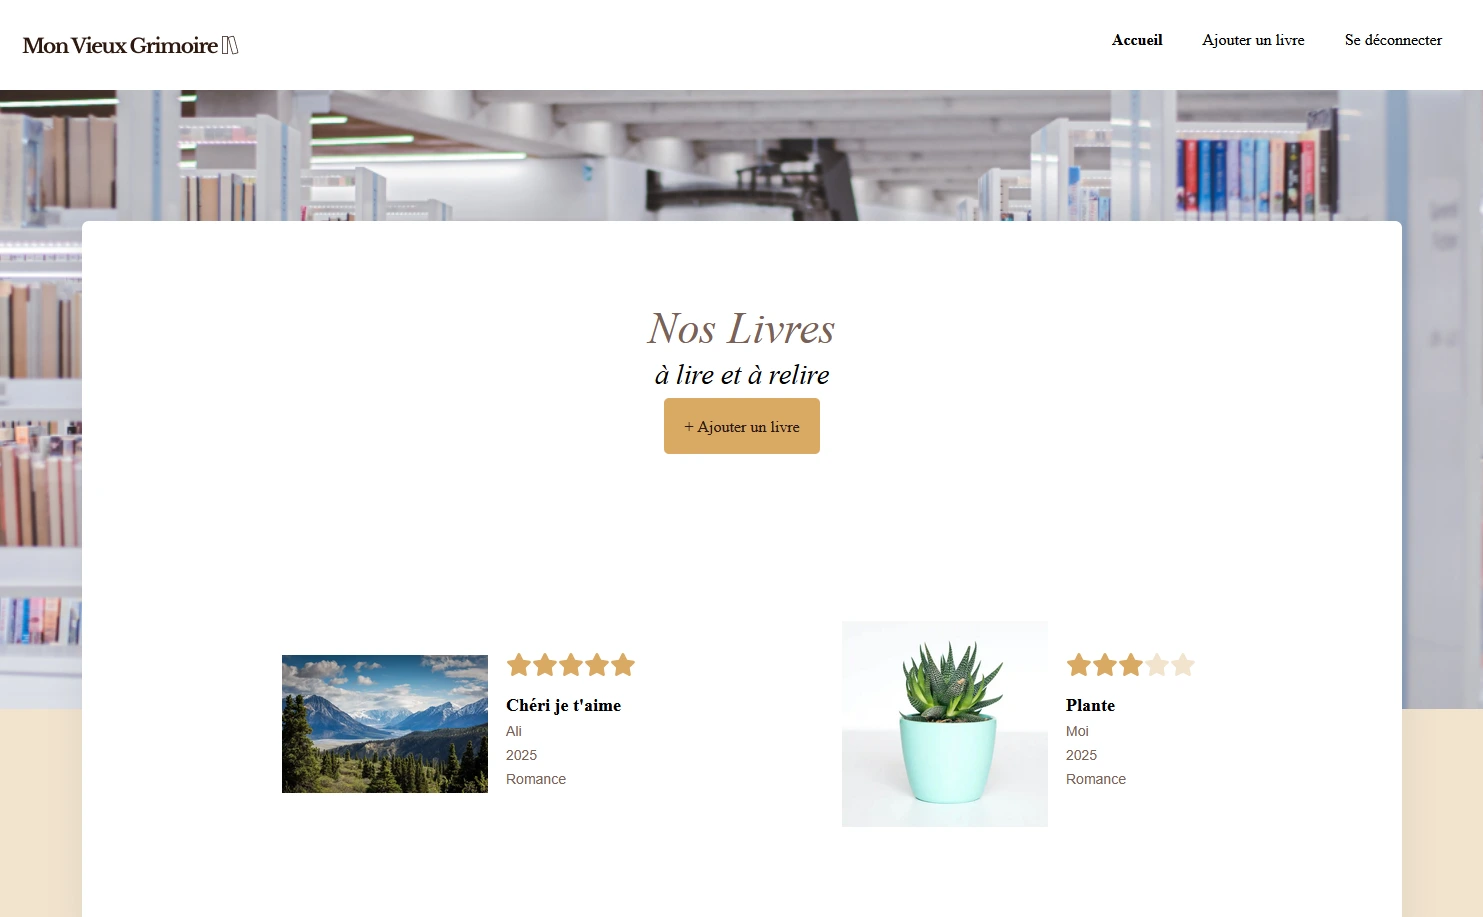 Mon Vieux Grimoire
Accueil
Ajouter un livre
Se déconnecter
Nos Livres
à lire et à relire
+ Ajouter un livre
Chéri je t'aime
Ali
2025
Romance
Plante
Moi
2025
Romance